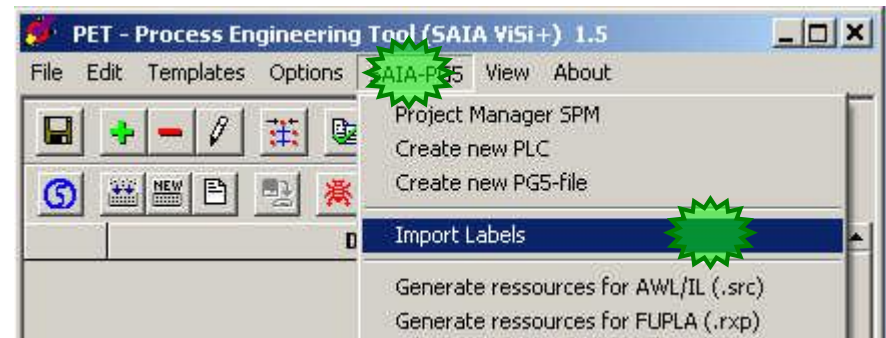 PET - Process Engineering Tool (SAIA ViSi+) 1.5
File Edit Templates Options SAIA-PG5 View About
Project Manager SPM
Create new PLC
Create new PG5-file
NEW
D
Import Labels
Generate ressources for AWL/IL (.src)
Generate ressources for FUPLA (.rxp)